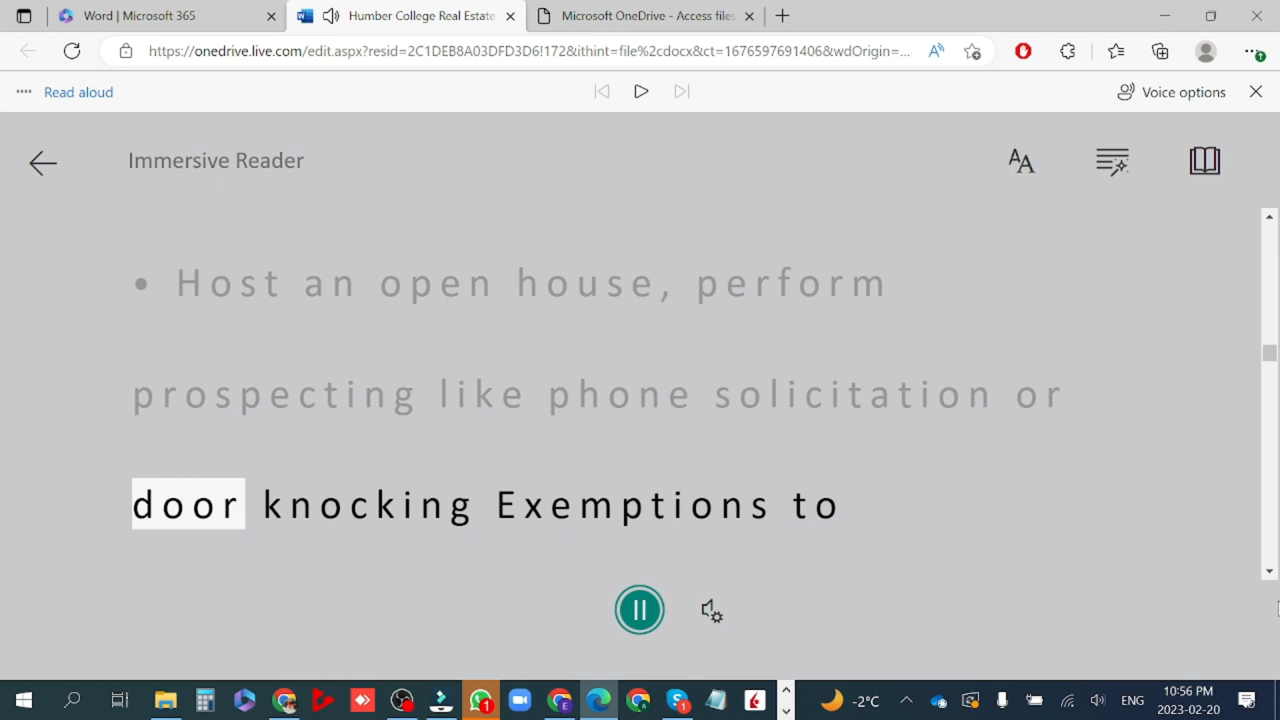 Word | Microsoft 365
Humber College Real Estate
Microsoft OneDrive - Access files
https://onedrive.live.com/edit.aspx?resid=2C1DEB8A03DFD3D6!172&ithint=file%2cdocx&ct=1676597691406&wdOrigin=...
Read aloud
Voice options
Immersive Reader
• Host an open house, perform
prospecting like phone solicitation or
door knocking Exemptions to
-2°C
ENG
10:56 PM
2023-02-20